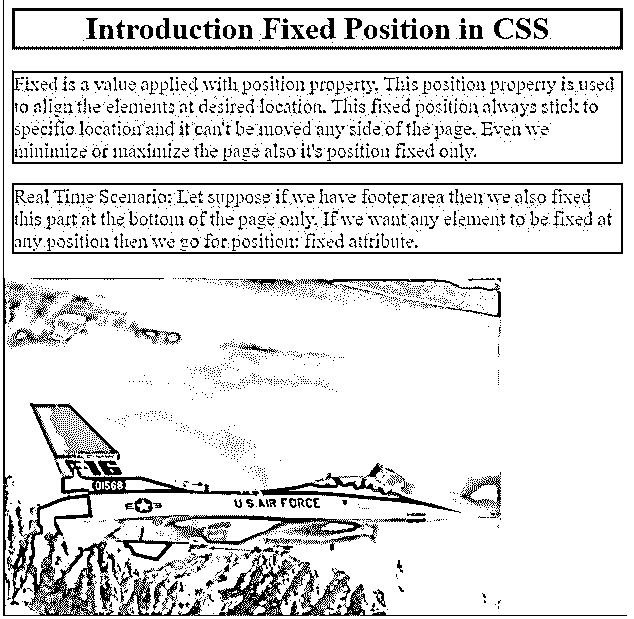 Introduction Fixed Position in CSS
Fixed is a value applied with position property. This position property is used
to align the elements at desired location. This fixed position always stick to
specific location and it can't be moved any side of the page. Even we
minimize or maximize the page also it's position fixed only.
Real Time Scenario: Let suppose if we have footer area then we also fixed
this part at the bottom of the page only. If we want any element to be fixed at
any position then we go for position: fixed attribute.
F-16
01568
U.S. AIR FORCE